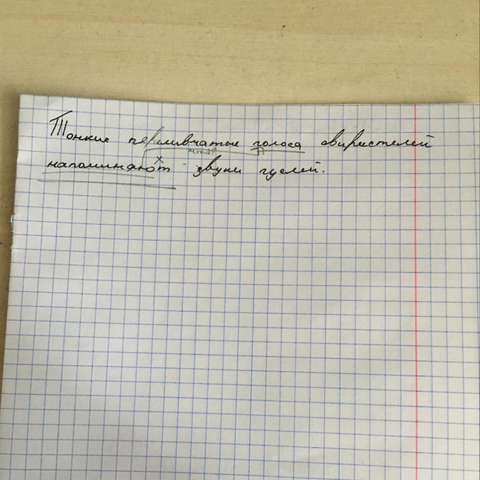 Тонкие переливчатые голоса свиристелей
напоминают звуки гуслей.